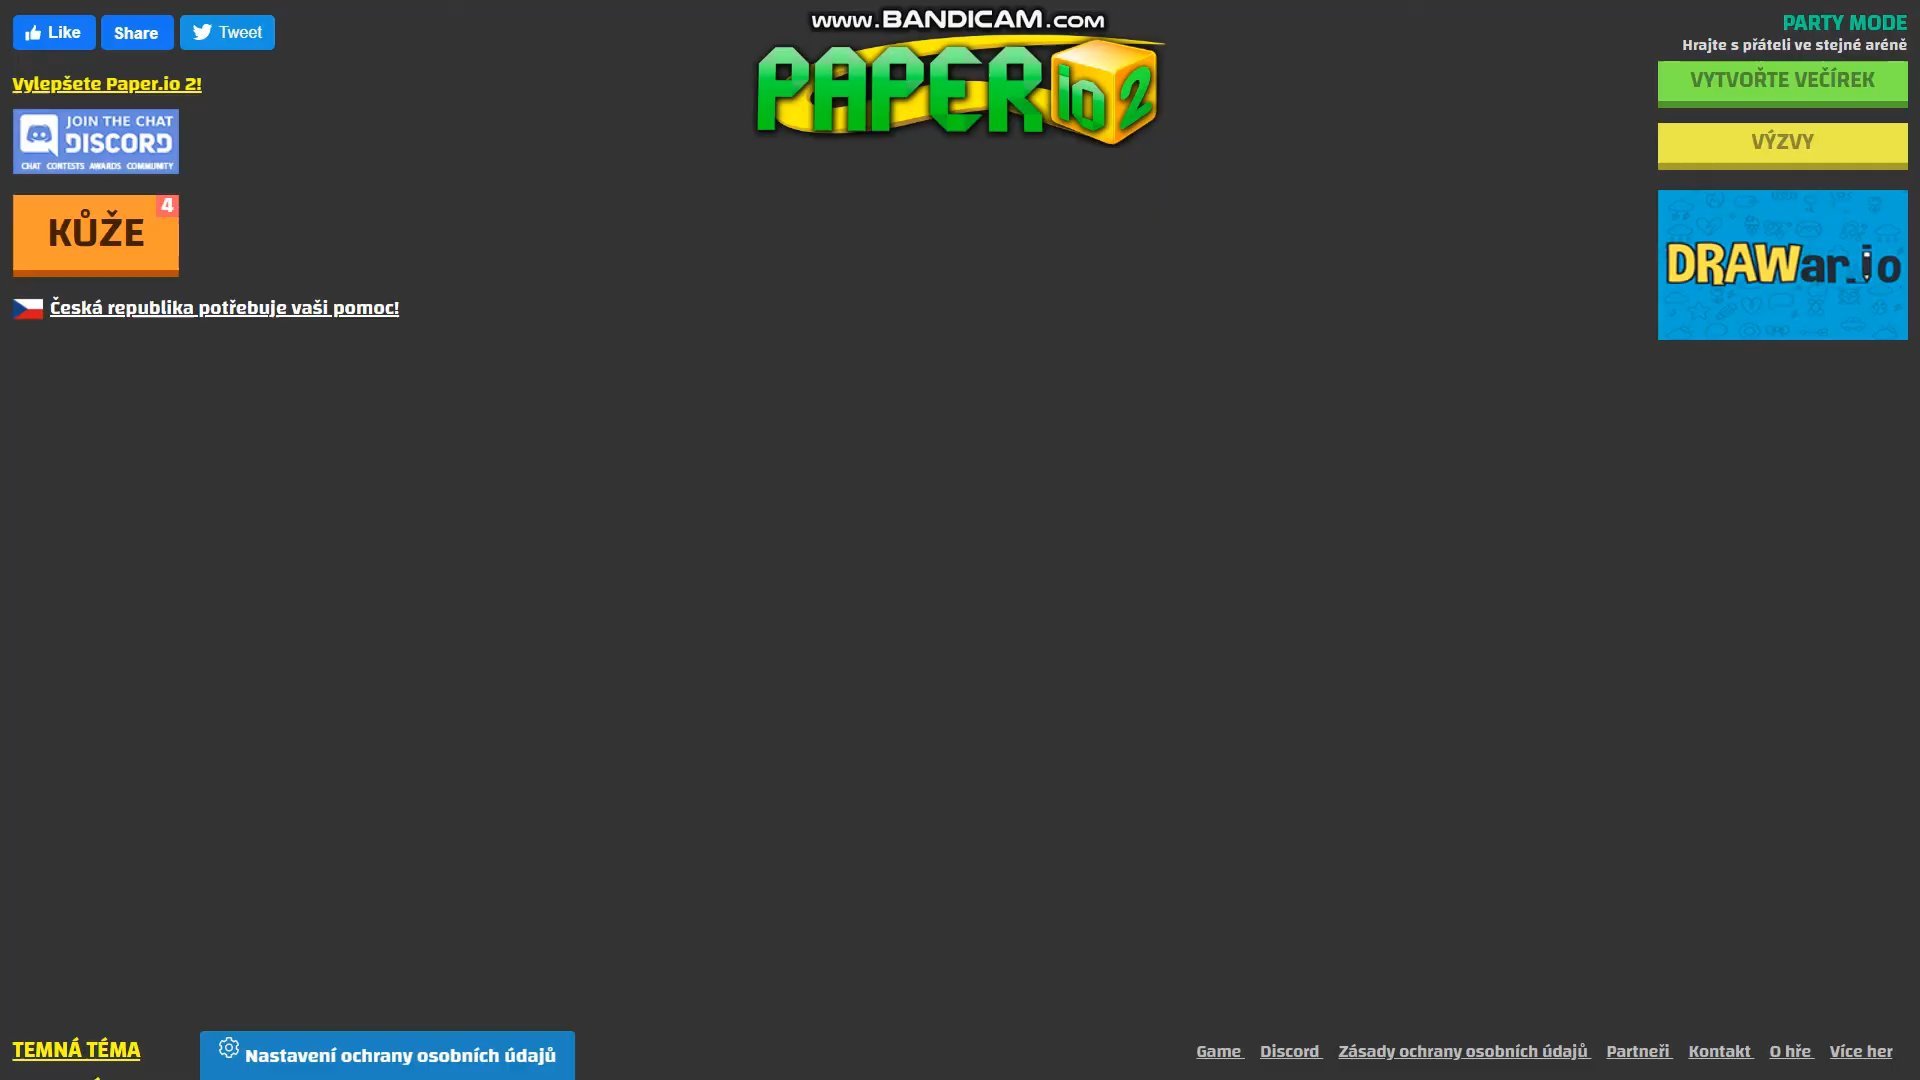 www.BANDICAM.com
PAPER io 2
Like
Share
Tweet
Vylepšete Paper.io 2!
JOIN THE CHAT
DISCORD
CHAT CONTESTS AWARDS COMMUNITY
4
KŮŽE
Česká republika potřebuje vaši pomoc!
PARTY MODE
Hrajte s přáteli ve stejné aréně
VYTVOŘTE VEČÍREK
VÝZVY
DRAWar.io
TEMNÁ TÉMA
Nastavení ochrany osobních údajů
Game Discord Zásady ochrany osobních údajů Partneři Kontakt O hře Více her